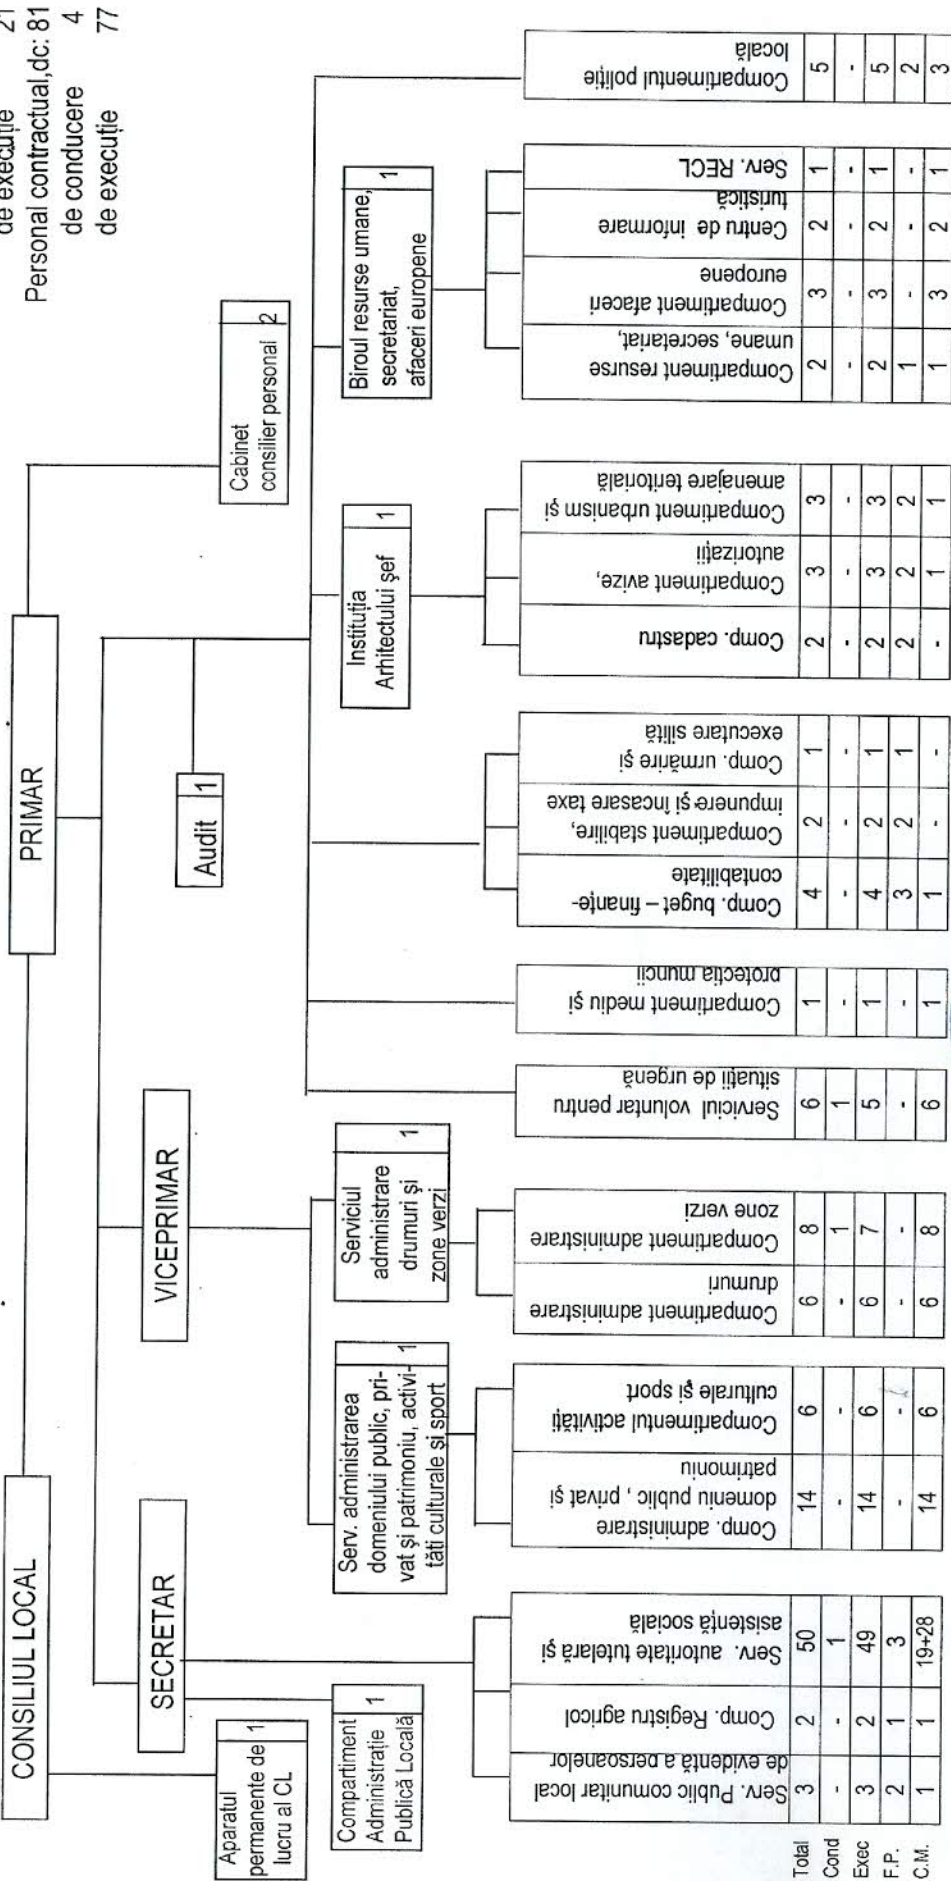 de execuție 21
Personal contractual,dc: 81
de conducere 4
de execuție 77
CONSILIUL LOCAL
PRIMAR
SECRETAR
VICEPRIMAR
Audit 1
Cabinet
consilier personal 2
Aparatul
permanente de
lucru al CL 1
Compartiment
Administrație
Publică Locală 1
Serv. administrarea
domeniului public, pri-
vat și patrimoniu, activi-
tăți culturale și sport 1
Serviciul
administrare
drumuri și
zone verzi 1
Instituția
Arhitectului șef 1
Biroul resurse umane,
secretariat,
afaceri europene 1
Serv. Public comunitar local
de evidență a persoanelor
Comp. Registru agricol
Serv. autoritate tutelară și
asistență socială
Comp. administrare
domeniu public , privat și
patrimoniu
Compartimentul activități
culturale și sport
Compartiment administrare
drumuri
Compartiment administrare
zone verzi
Serviciul voluntar pentru
situații de urgență
Compartiment mediu și
protecția muncii
Comp. buget – finanțe-
contabilitate
Compartiment stabilire,
impunere și încasare taxe
Comp. urmărire și
executare silită
Comp. cadastru
Compartiment avize,
autorizații
Compartiment urbanism și
amenajare teritorială
Compartiment resurse
umane, secretariat,
Compartiment afaceri
europene
Centru de informare
turistică
Serv. RECL
Compartimentul poliție
locală
Total 3 2 50 14 6 6 8 6 1 4 2 1 2 3 3 2 3 2 1 5
Cond - - 1 - - - 1 1 - - - - - - - - - - - -
Exec 3 2 49 14 6 6 7 5 1 4 2 1 2 3 3 2 3 2 1 5
F.P. 2 1 3 - - - - - - 3 2 1 2 2 2 1 - - - 2
C.M. 1 1 19+28 14 6 6 8 6 1 1 - - - 1 1 1 3 2 1 3